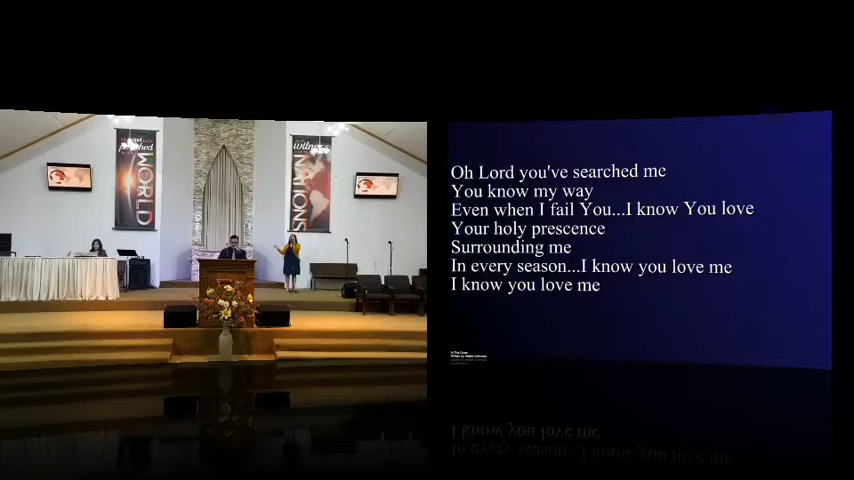 WORLD
witness
NATIONS
Oh Lord you've searched me
You know my way
Even when I fail You...I know You love
Your holy prescence
Surrounding me
In every season...I know you love me
I know you love me